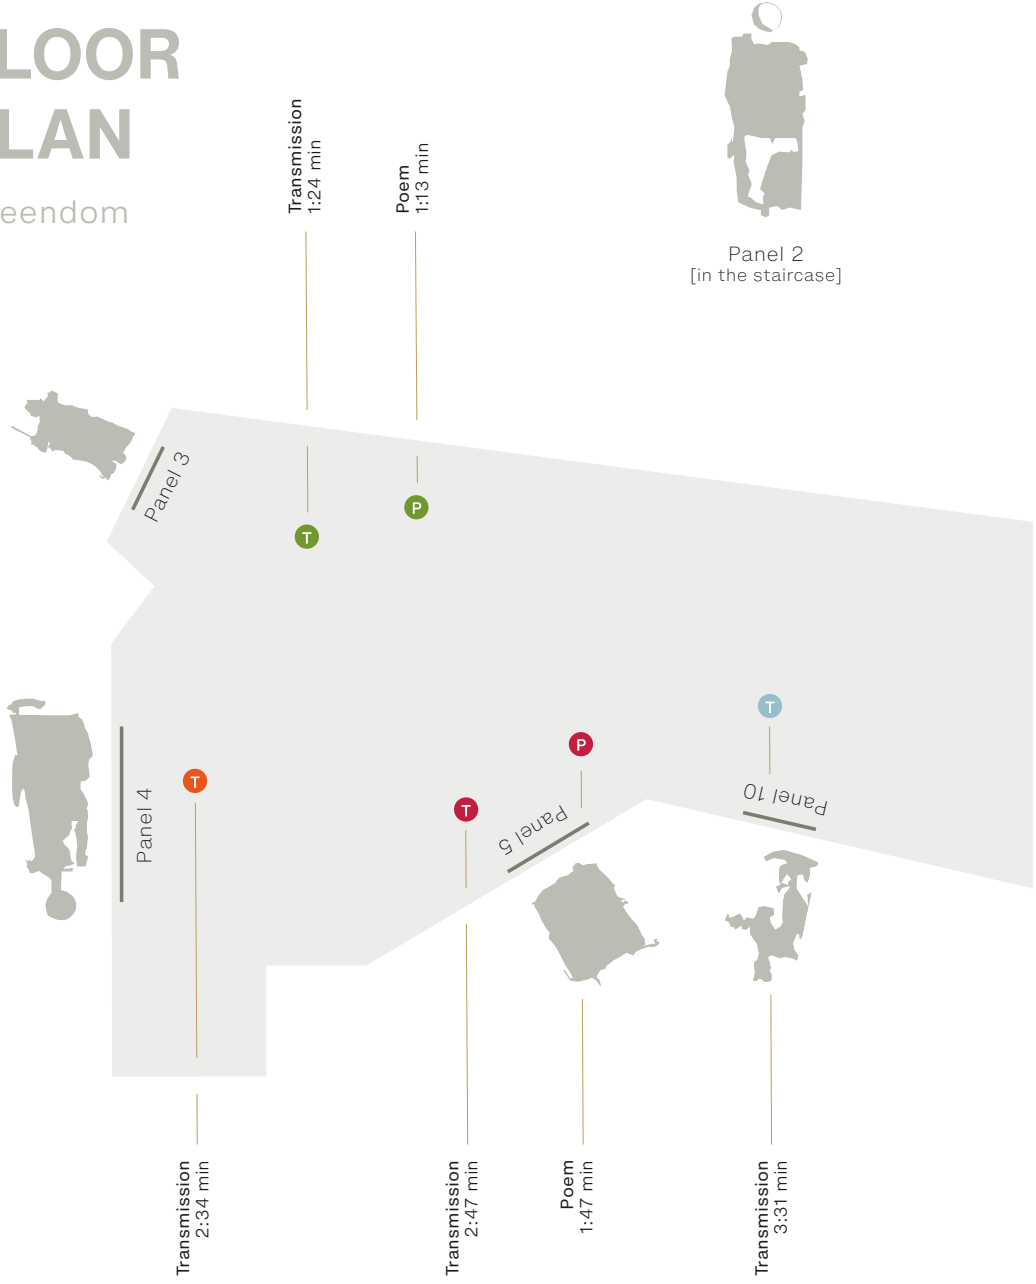 LOOR
LAN
eendom
Transmission
1:24 min
Poem
1:13 min
Panel 2
[in the staircase]
Panel 3
T
P
T
P
Panel 10
T
Panel 4
T
Panel 5
Transmission
2:34 min
Transmission
2:47 min
Poem
1:47 min
Transmission
3:31 min